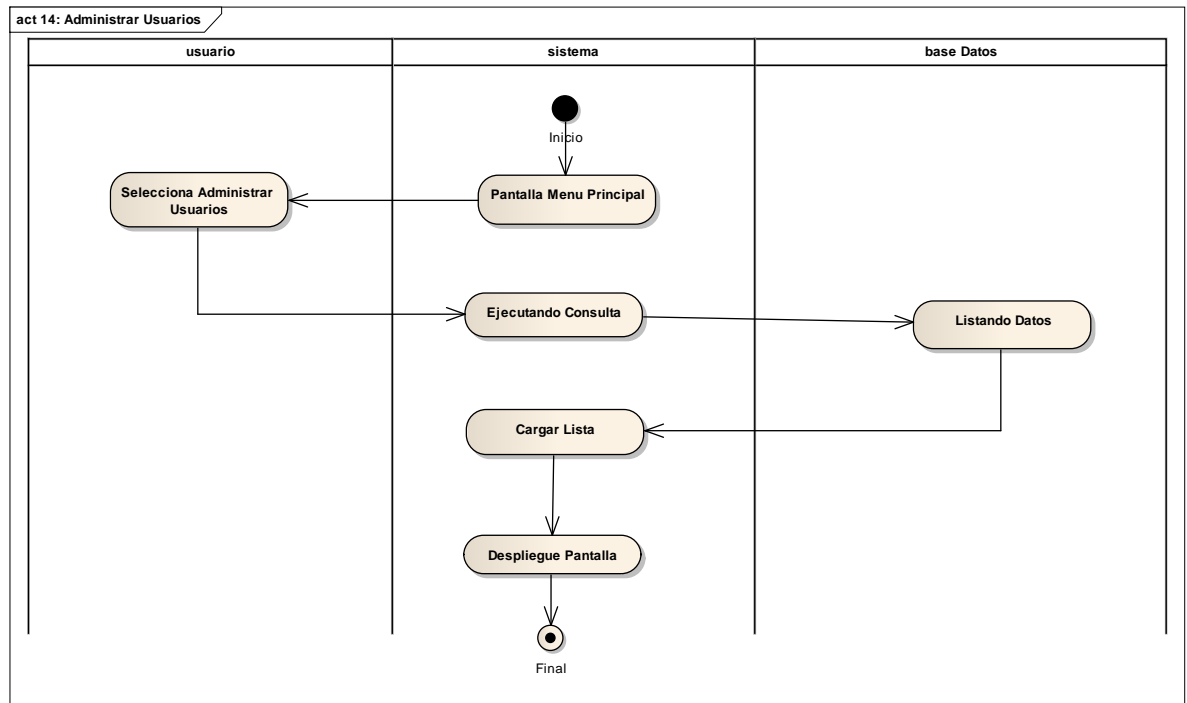 act 14: Administrar Usuarios
usuario
sistema
base Datos
Inicio
Selecciona Administrar
Usuarios
Pantalla Menu Principal
Ejecutando Consulta
Listando Datos
Cargar Lista
Despliegue Pantalla
Final